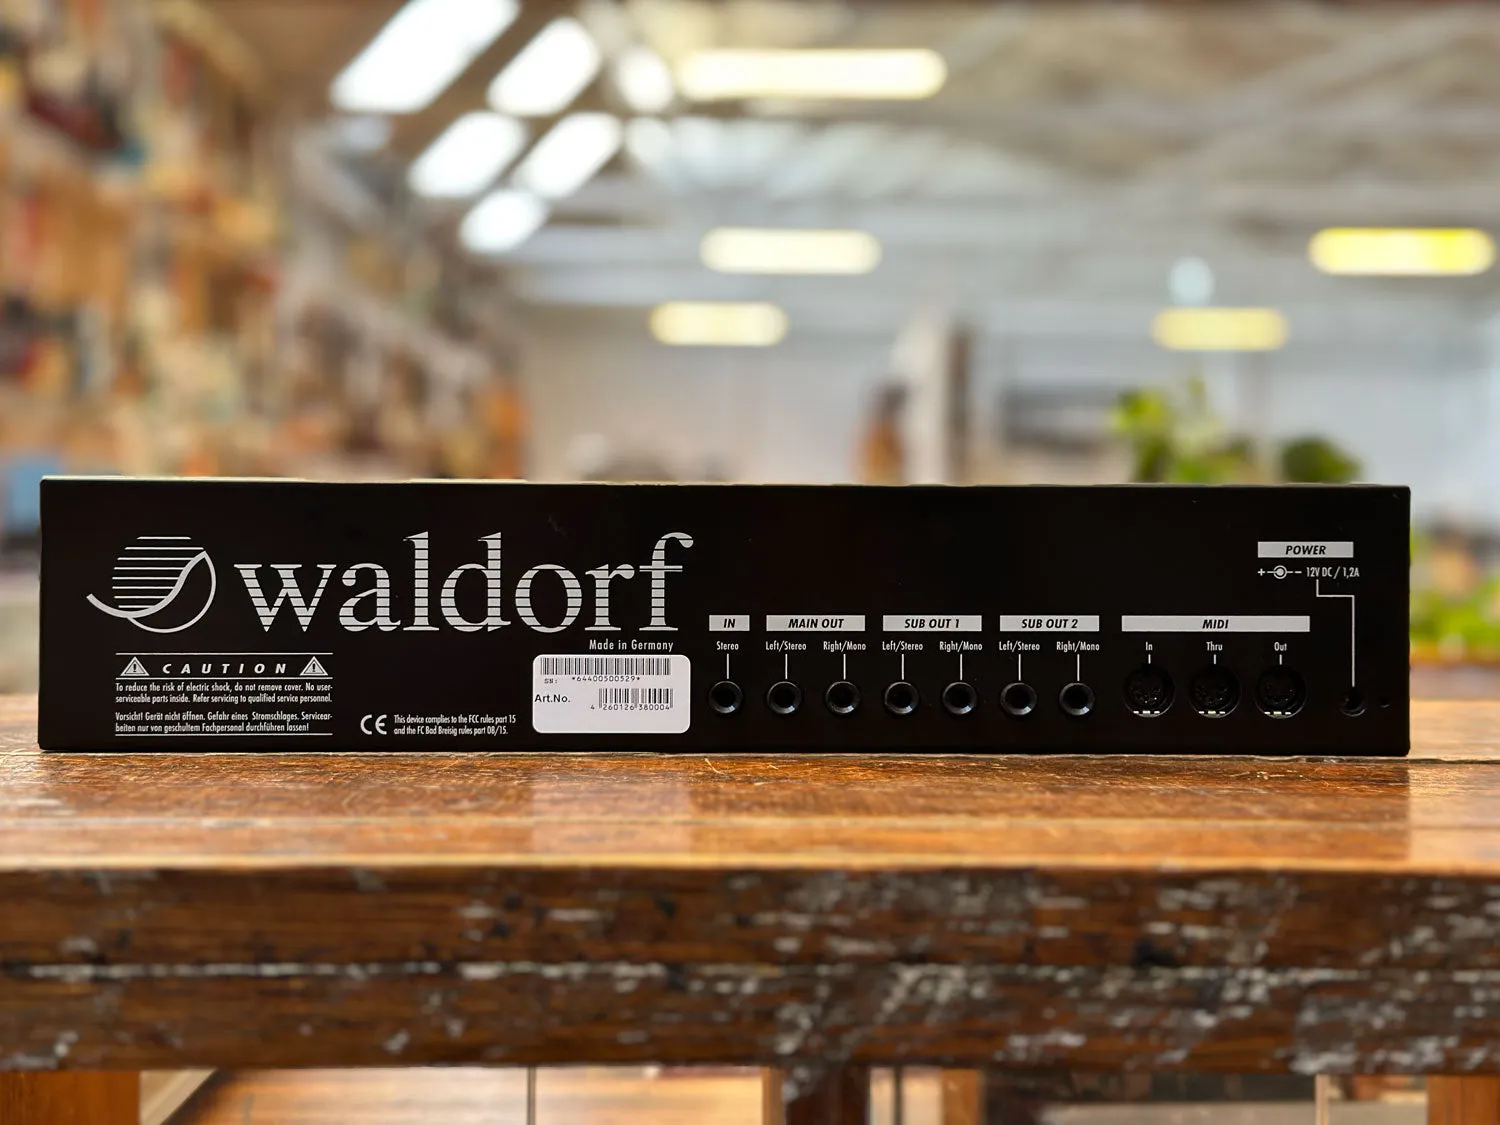 waldorf
Made in Germany
CAUTION
To reduce the risk of electric shock, do not remove cover. No user-
serviceable parts inside. Refer servicing to qualified service personnel.
Vorsicht! Gerät nicht öffnen. Gefahr eines Stromschlages. Servicear-
beiten nur von geschultem Fachpersonal durchführen lassen!
CE
This device complies to the FCC rules part 15
and the FC Bad Breisig rules part 08/15.
SN: *64400500529*
Art.No.
4 260126 380004
IN
Stereo
MAIN OUT
Left/Stereo Right/Mono
SUB OUT 1
Left/Stereo Right/Mono
SUB OUT 2
Left/Stereo Right/Mono
MIDI
In Thru Out
POWER
+ - 12V DC / 1,2A